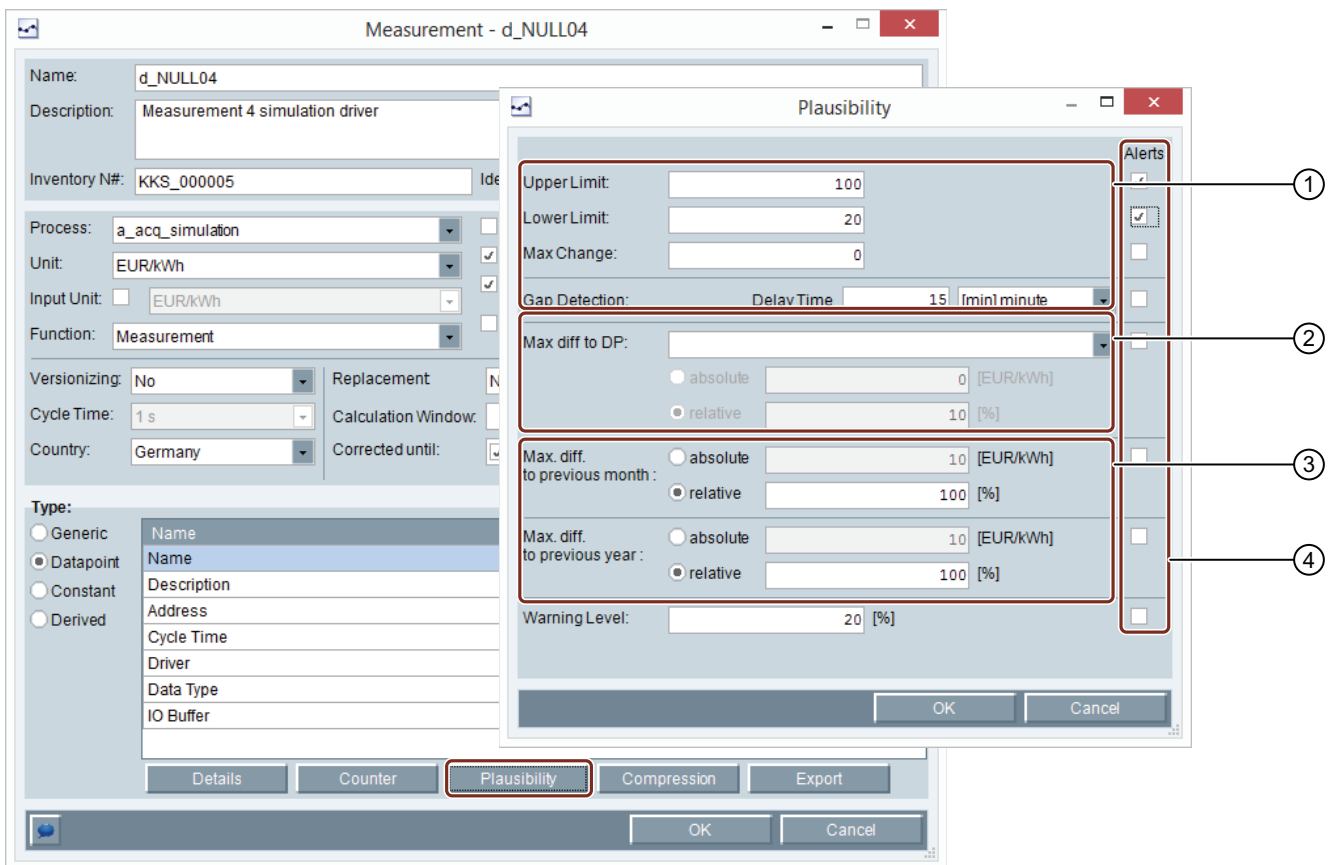 Measurement - d_NULL04
Name: d_NULL04
Description: Measurement 4 simulation driver
Inventory N#: KKS_000005 Ide
Process: a_acq_simulation
Unit: EUR/kWh
Input Unit: EUR/kWh
Function: Measurement
Versionizing: No Replacement N
Cycle Time: 1 s Calculation Window:
Country: Germany Corrected until:
Type:
Generic
Datapoint
Constant
Derived
Name
Name
Description
Address
Cycle Time
Driver
Data Type
IO Buffer
Details Counter Plausibility Compression Export
OK Cancel
Plausibility
Alerts
Upper Limit: 100
Lower Limit: 20
Max Change: 0
Gap Detection: Delay Time 15 [min] minute
Max diff to DP:
absolute 0 [EUR/kWh]
relative 10 [%]
Max. diff. absolute 10 [EUR/kWh]
to previous month :
relative 100 [%]
Max. diff. absolute 10 [EUR/kWh]
to previous year :
relative 100 [%]
Warning Level: 20 [%]
OK Cancel
1
2
3
4